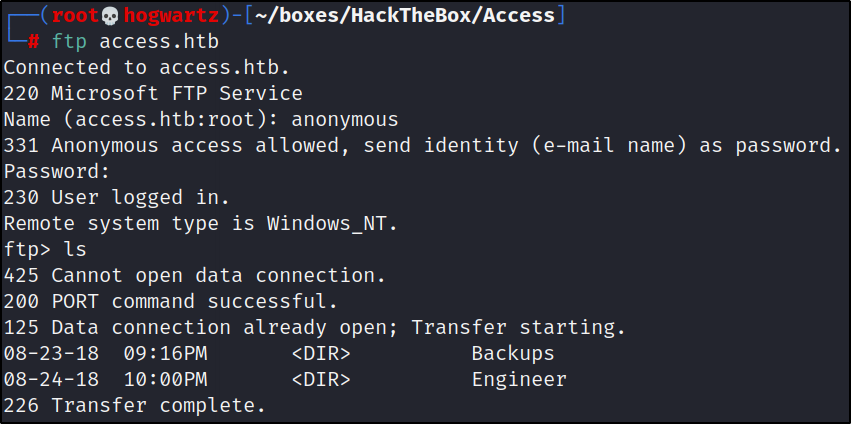 ┌──(root💀hogwartz)-[~/boxes/HackTheBox/Access]
└─# ftp access.htb
Connected to access.htb.
220 Microsoft FTP Service
Name (access.htb:root): anonymous
331 Anonymous access allowed, send identity (e-mail name) as password.
Password:
230 User logged in.
Remote system type is Windows_NT.
ftp> ls
425 Cannot open data connection.
200 PORT command successful.
125 Data connection already open; Transfer starting.
08-23-18  09:16PM       <DIR>          Backups
08-24-18  10:00PM       <DIR>          Engineer
226 Transfer complete.